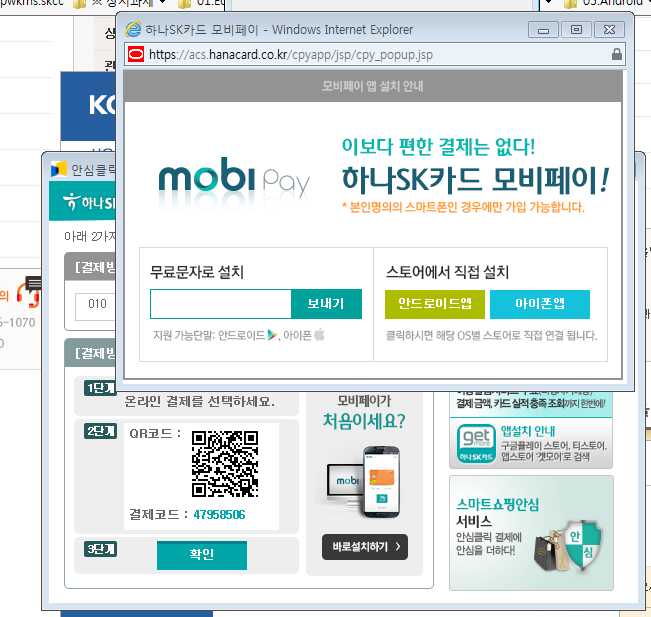 pwkms.skcc
하나SK카드 모비페이 - Windows Internet Explorer
https://acs.hanacard.co.kr/cpyapp/jsp/cpy_popup.jsp
모비페이 앱 설치 안내
mobi Pay
이보다 편한 결제는 없다!
하나SK카드 모비페이!
* 본인명의의 스마트폰인 경우에만 가입 가능합니다.
무료문자로 설치
보내기
지원 가능단말: 안드로이드, 아이폰
스토어에서 직접 설치
안드로이드앱
아이폰앱
클릭하시면 해당 OS별 스토어로 직접 연결 됩니다.
안심클릭
하나SK
아래 2가지
[결제방
010
-1070
[결제방
1단계
온라인 결제를 선택하세요.
2단계
QR코드 :
결제코드 : 47958506
3단계
확인
모비페이가
처음이세요?
mobi
바로설치하기
결제 금액, 카드 실적 충족 조회까지 한번에!
get
more
하나SK카드
앱설치 안내
구글플레이 스토어, 티스토어,
앱스토어 '겟모어'로 검색
스마트쇼핑안심
서비스
안심클릭 결제에
안심을 더하다!
안
심